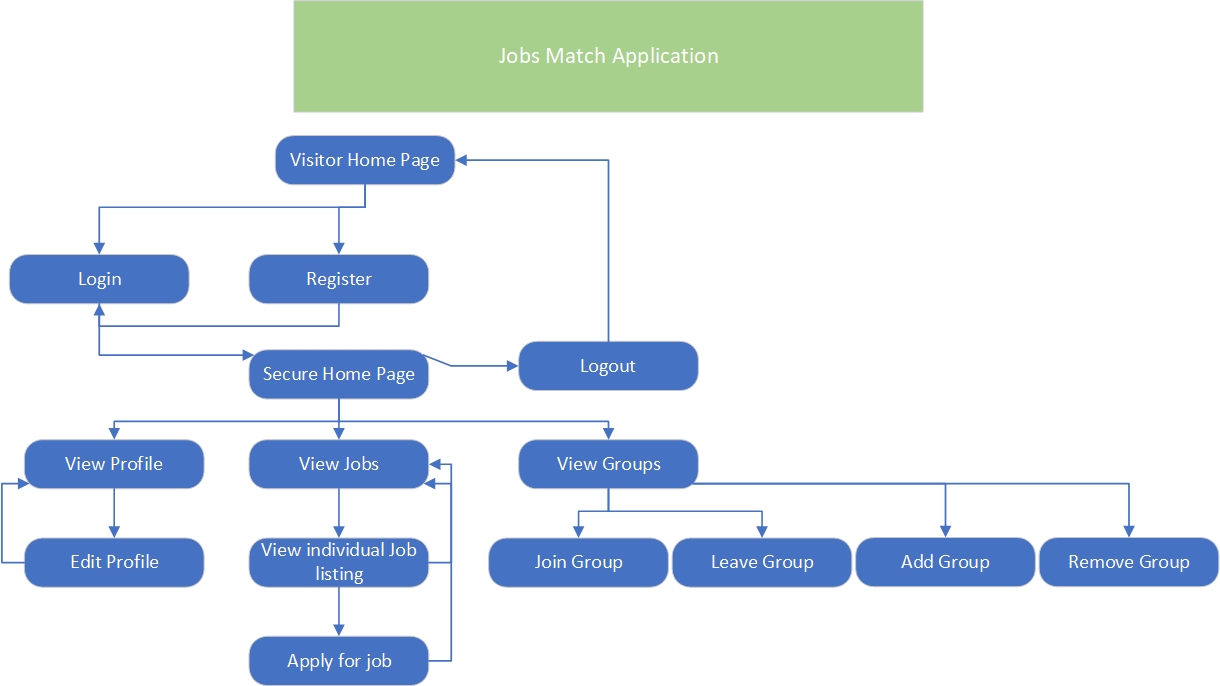 Jobs Match Application
Visitor Home Page
Login
Register
Secure Home Page
Logout
View Profile
View Jobs
View Groups
Edit Profile
View individual Job
listing
Join Group
Leave Group
Add Group
Remove Group
Apply for job